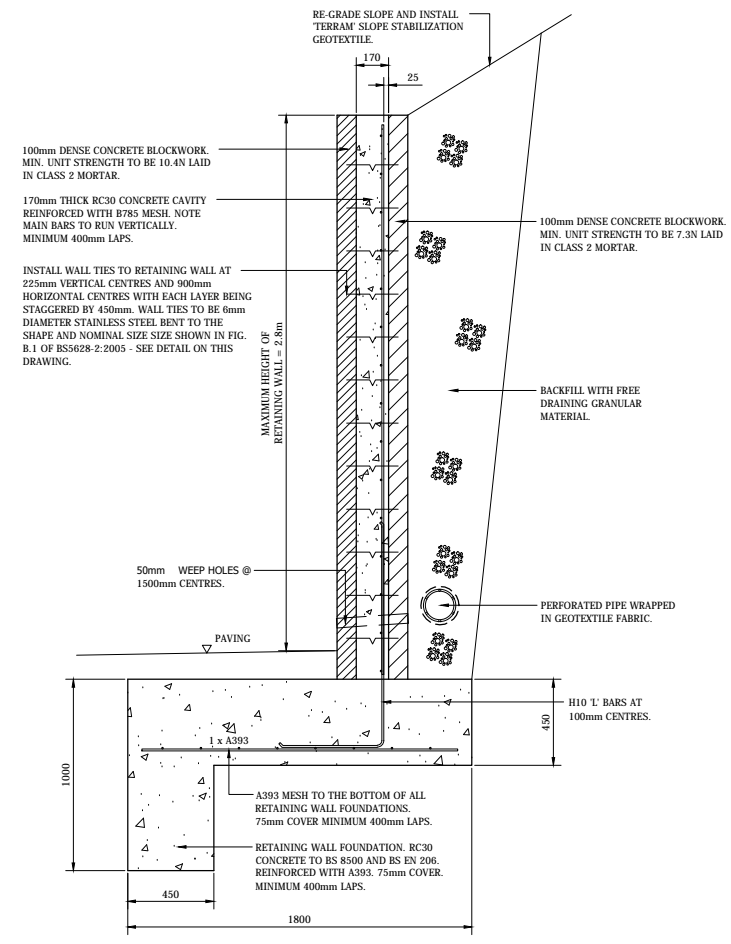 RE-GRADE SLOPE AND INSTALL
'TERRAM' SLOPE STABILIZATION
GEOTEXTILE.
170
25
100mm DENSE CONCRETE BLOCKWORK.
MIN. UNIT STRENGTH TO BE 10.4N LAID
IN CLASS 2 MORTAR.
170mm THICK RC30 CONCRETE CAVITY
REINFORCED WITH B785 MESH. NOTE
MAIN BARS TO RUN VERTICALLY.
MINIMUM 400mm LAPS.
100mm DENSE CONCRETE BLOCKWORK.
MIN. UNIT STRENGTH TO BE 7.3N LAID
IN CLASS 2 MORTAR.
INSTALL WALL TIES TO RETAINING WALL AT
225mm VERTICAL CENTRES AND 900mm
HORIZONTAL CENTRES WITH EACH LAYER BEING
STAGGERED BY 450mm. WALL TIES TO BE 6mm
DIAMETER STAINLESS STEEL BENT TO THE
SHAPE AND NOMINAL SIZE SIZE SHOWN IN FIG.
B.1 OF BS5628-2:2005 - SEE DETAIL ON THIS
DRAWING.
MAXIMUM HEIGHT OF
RETAINING WALL = 2.8m
BACKFILL WITH FREE
DRAINING GRANULAR
MATERIAL.
50mm WEEP HOLES @
1500mm CENTRES.
PERFORATED PIPE WRAPPED
IN GEOTEXTILE FABRIC.
PAVING
H10 'L' BARS AT
100mm CENTRES.
450
1 x A393
1000
A393 MESH TO THE BOTTOM OF ALL
RETAINING WALL FOUNDATIONS.
75mm COVER MINIMUM 400mm LAPS.
RETAINING WALL FOUNDATION. RC30
CONCRETE TO BS 8500 AND BS EN 206.
REINFORCED WITH A393. 75mm COVER.
MINIMUM 400mm LAPS.
450
1800